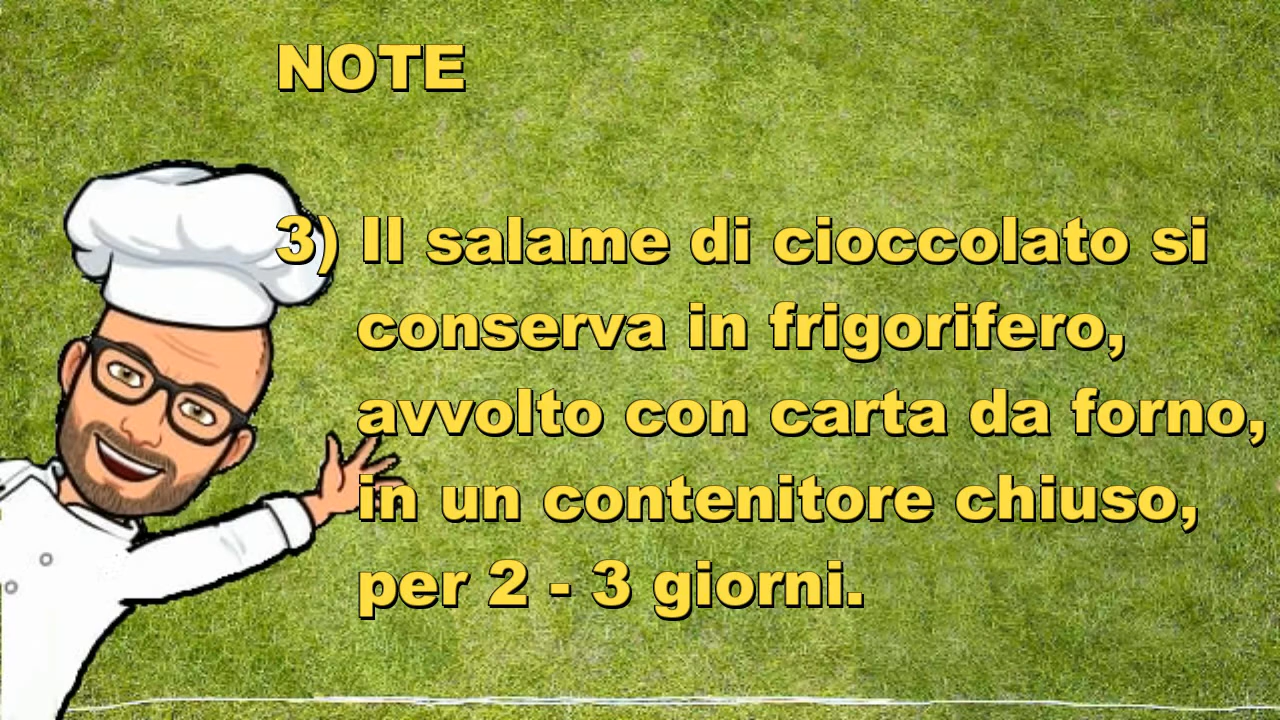 NOTE
3) Il salame di cioccolato si
conserva in frigorifero,
avvolto con carta da forno,
in un contenitore chiuso,
per 2 - 3 giorni.